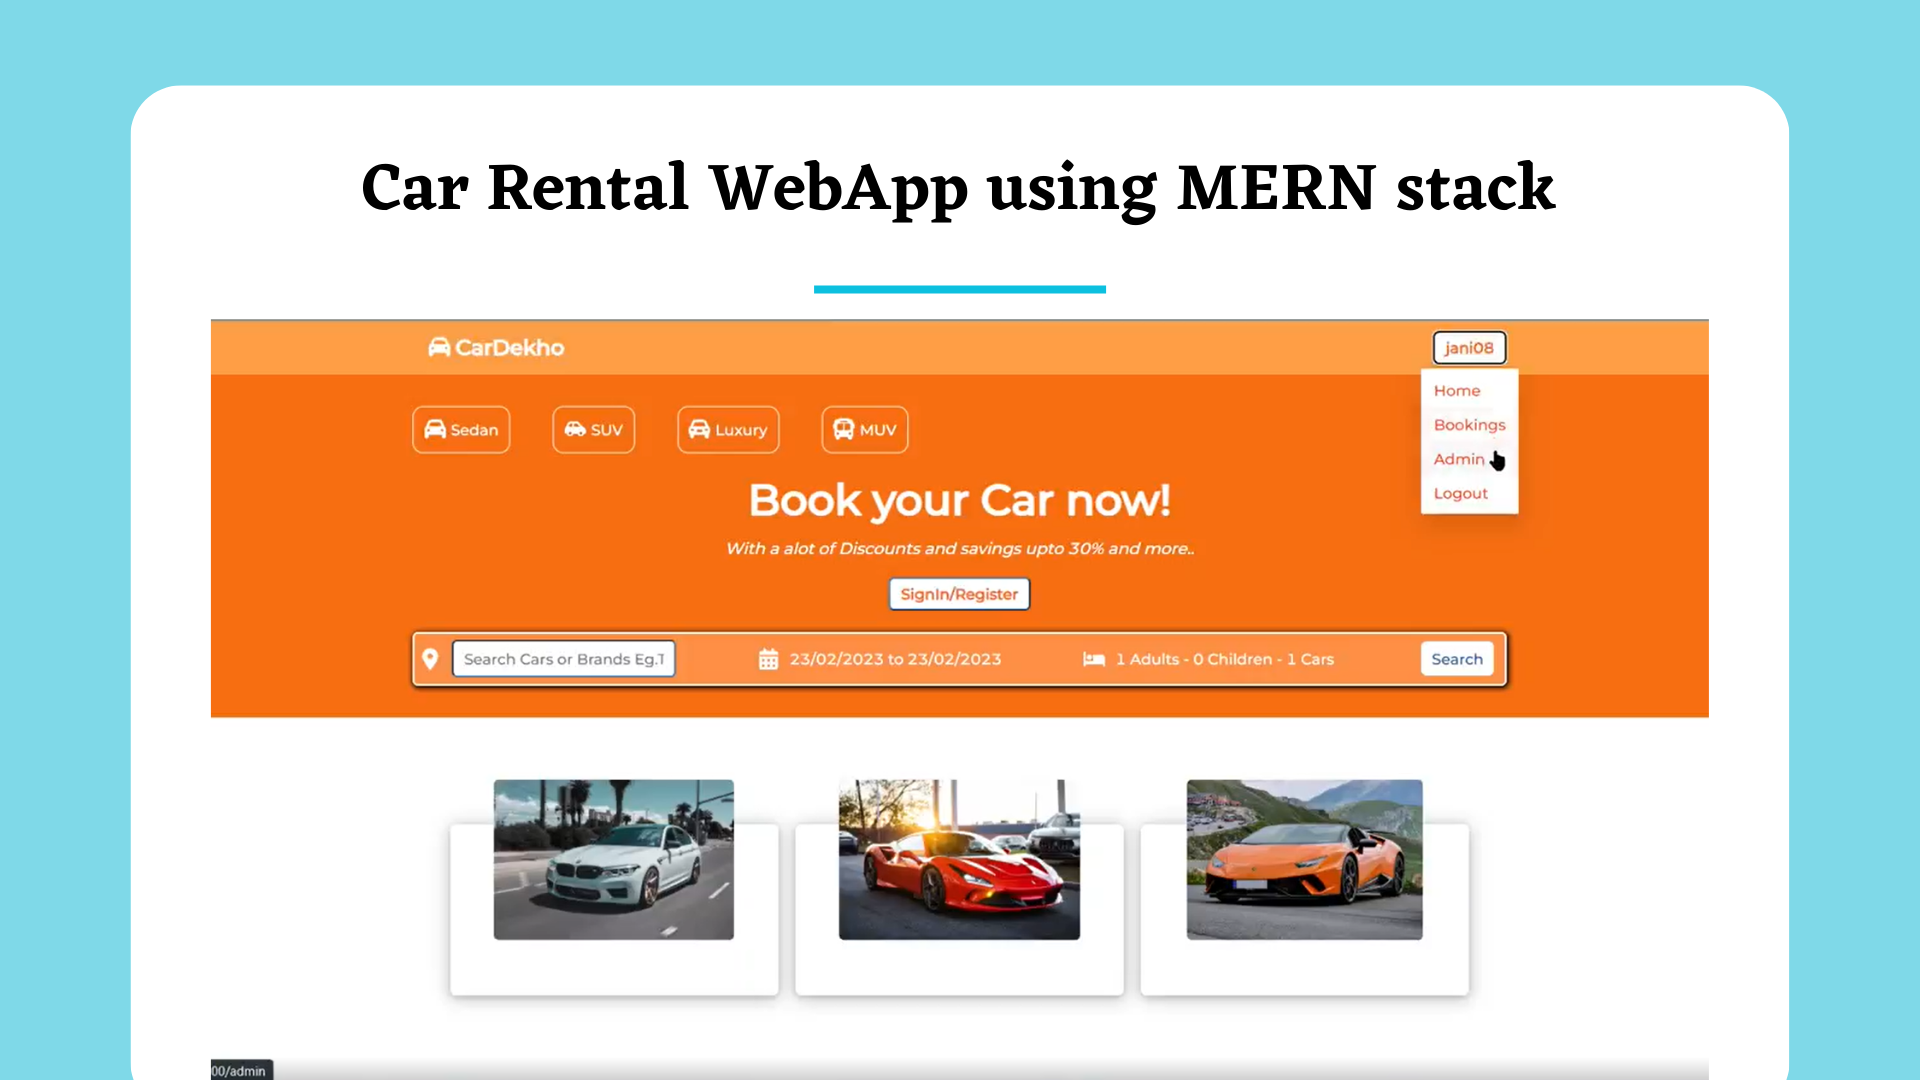 Car Rental WebApp using MERN stack
CarDekho
jani08
Home
Bookings
Admin
Logout
Sedan
SUV
Luxury
MUV
Book your Car now!
With a alot of Discounts and savings upto 30% and more..
SignIn/Register
Search Cars or Brands Eg.T
23/02/2023 to 23/02/2023
1 Adults - 0 Children - 1 Cars
Search
00/admin